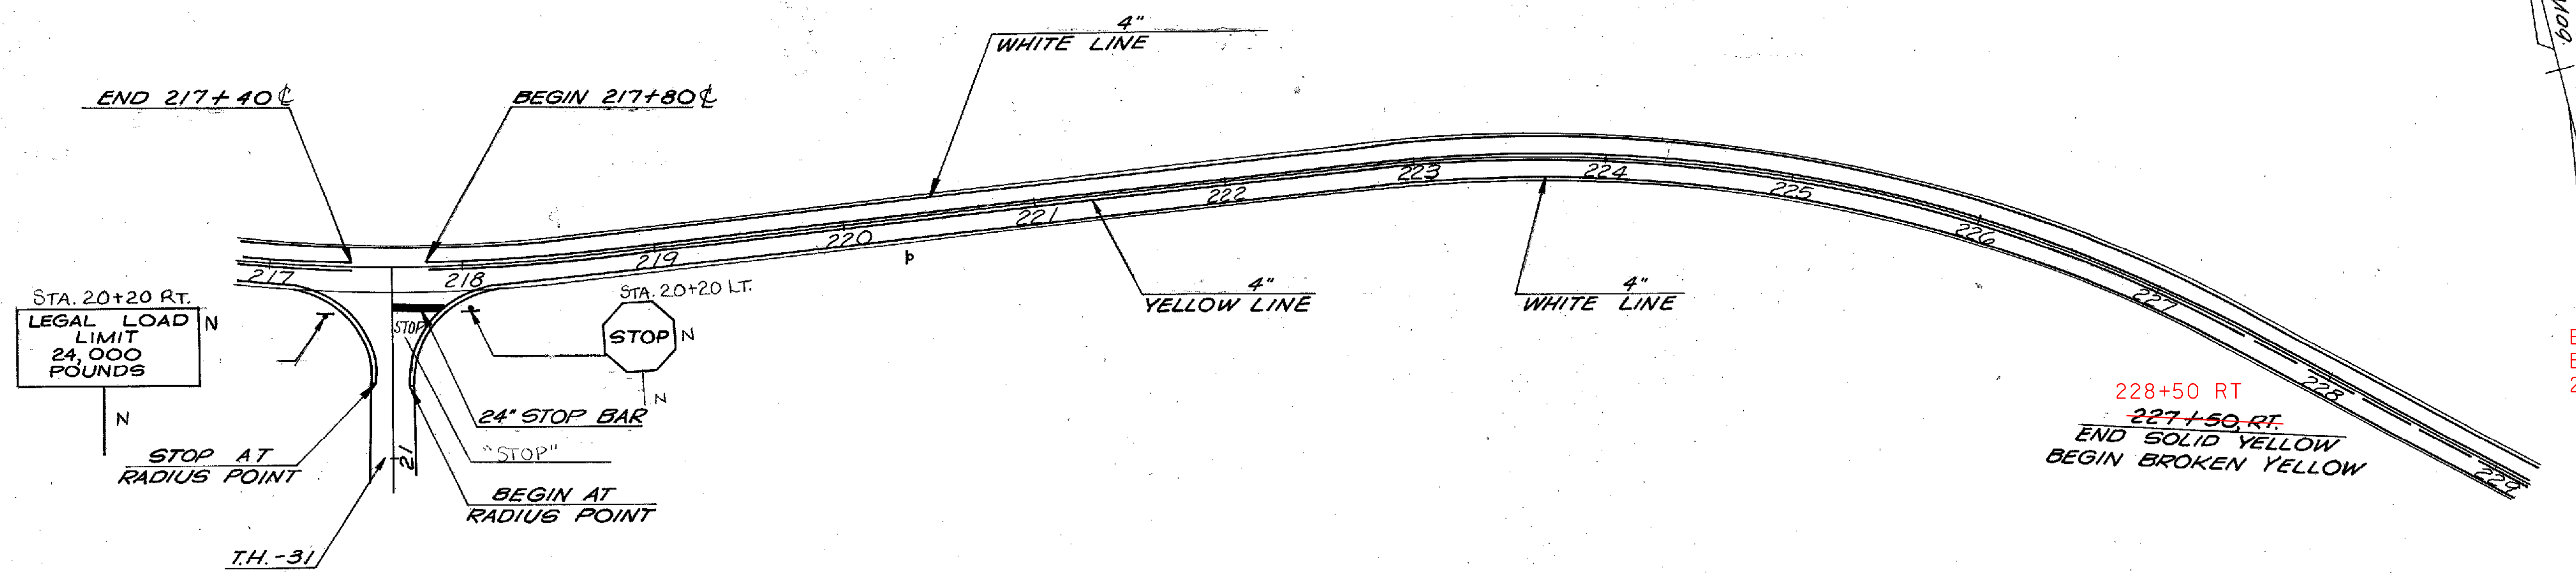 4"
WHITE LINE
END 217+40 ℄
BEGIN 217+80 ℄
217
218
219
220
221
222
223
224
225
226
227
228
229
STA. 20+20 RT.
LEGAL LOAD
LIMIT
24,000
POUNDS
N
N
STOP
STA. 20+20 LT.
STOP
N
N
4"
YELLOW LINE
4"
WHITE LINE
24" STOP BAR
"STOP"
STOP AT
RADIUS POINT
21
BEGIN AT
RADIUS POINT
T.H.-31
228+50 RT
227+50, RT.
END SOLID YELLOW
BEGIN BROKEN YELLOW